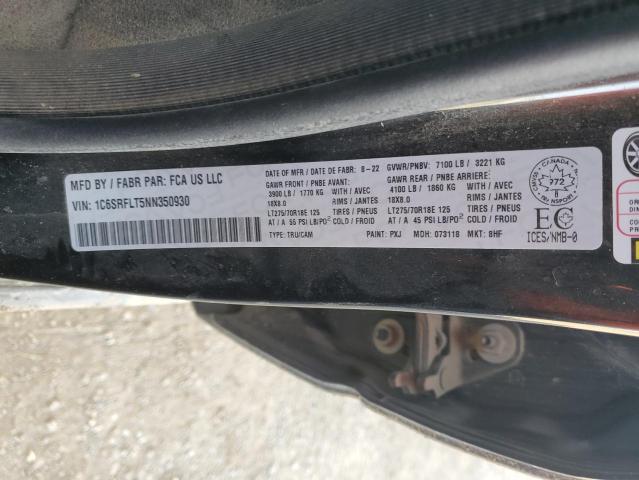 MFD BY / FABR PAR: FCA US LLC
VIN: 1C6SRFLT5NN350930
DATE OF MFR / DATE DE FABR: 8-22
GVWR/PNBV: 7100 LB / 3221 KG
GAWR FRONT / PNBE AVANT:
3900 LB / 1770 KG WITH / AVEC
18X8.0 RIMS / JANTES
LT275/70R18E 125 TIRES / PNEUS
AT / A 55 PSI LB/PO² COLD / FROID
GAWR REAR / PNBE ARRIERE:
4100 LB / 1860 KG WITH / AVEC
18X8.0 RIMS / JANTES
LT275/70R18E 125 TIRES / PNEUS
AT / A 45 PSI LB/PO² COLD / FROID
TYPE: TRU/CAM
PAINT: PXJ
MDH: 073118
MKT: 8HF
CANADA
772
B
TRANSPORT
EC
ICES/NMB-0